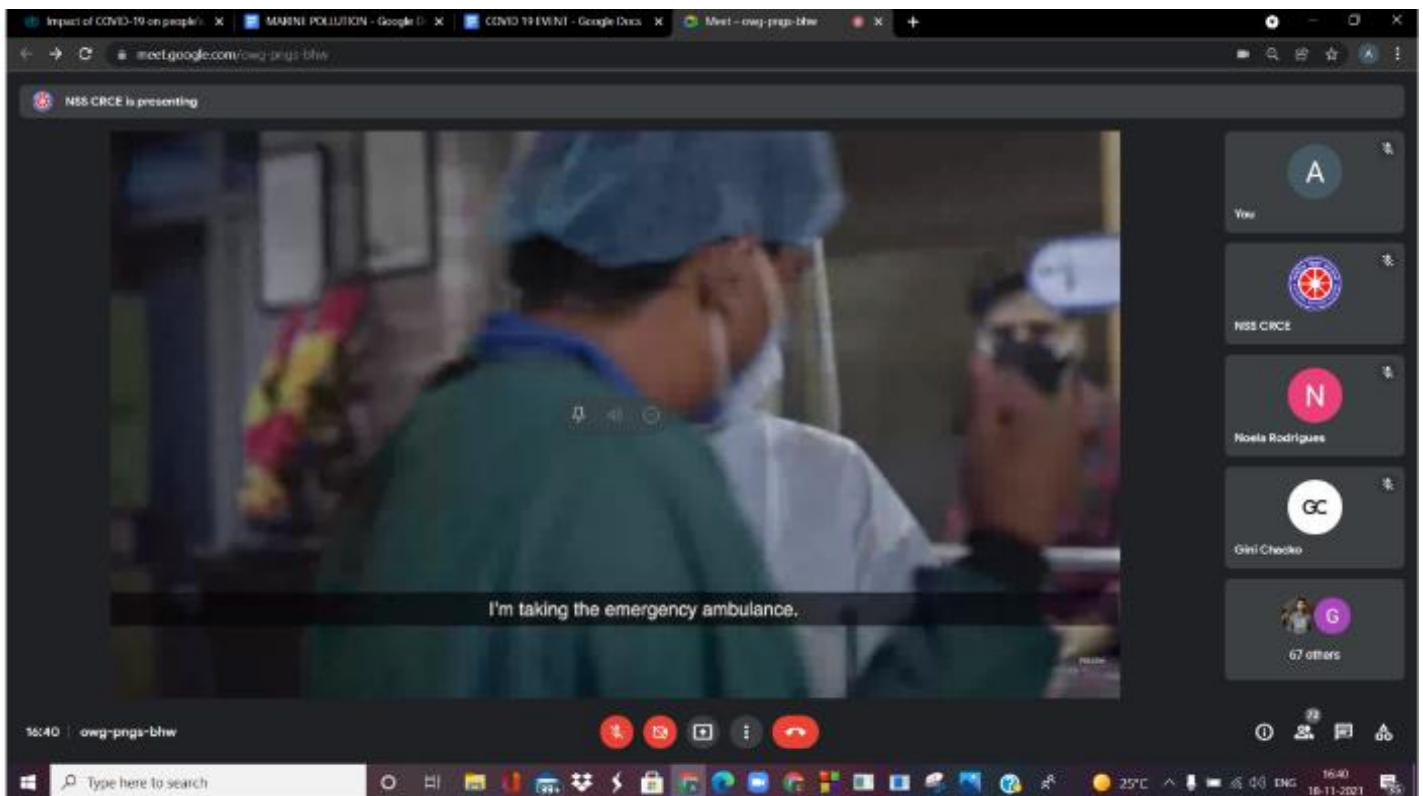 Impact of COVID-19 on people's
MARINE POLLUTION - Google D
COVID 19 EVENT - Google Docs
Meet – owg-pngs-bhw
meet.google.com/owg-pngs-bhw
NSS CRCE is presenting
A
You
NSS CRCE
N
Noela Rodrigues
GC
Gini Chacko
G
67 others
I'm taking the emergency ambulance.
16:40 | owg-pngs-bhw
72
Type here to search
99+
25°C
ENG
16:40
18-11-2021